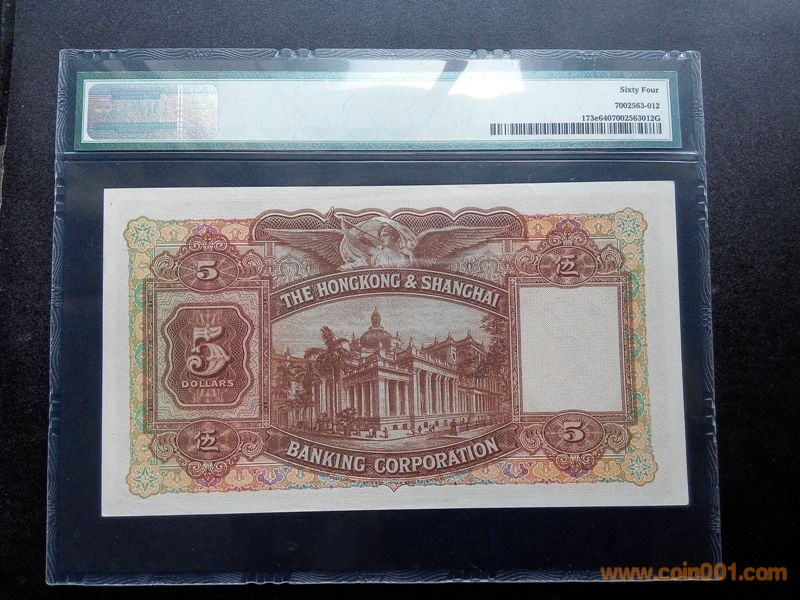 Sixty Four
7002563-012
173e6407002563012G
THE HONGKONG & SHANGHAI
5
伍
5
DOLLARS
伍
5
BANKING CORPORATION
www.coin001.com